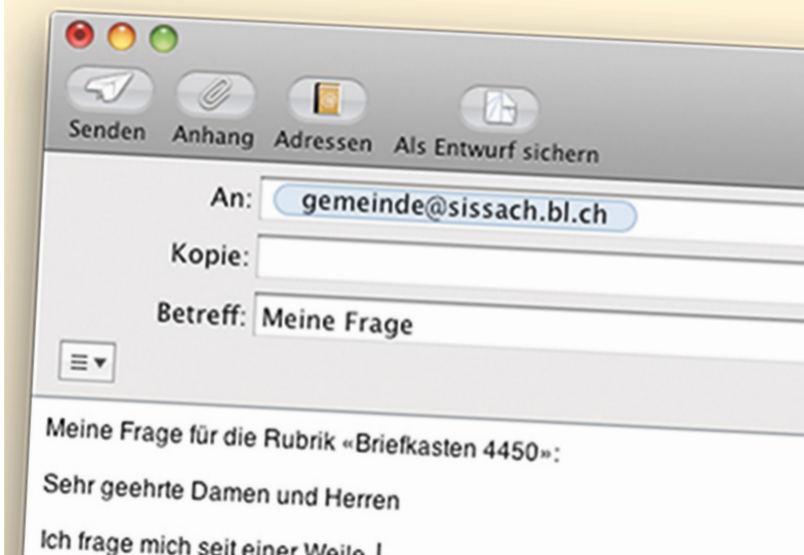 Senden Anhang Adressen Als Entwurf sichern
An: gemeinde@sissach.bl.ch
Kopie:
Betreff: Meine Frage
Meine Frage für die Rubrik «Briefkasten 4450»:
Sehr geehrte Damen und Herren
Ich frage mich seit einer Weile